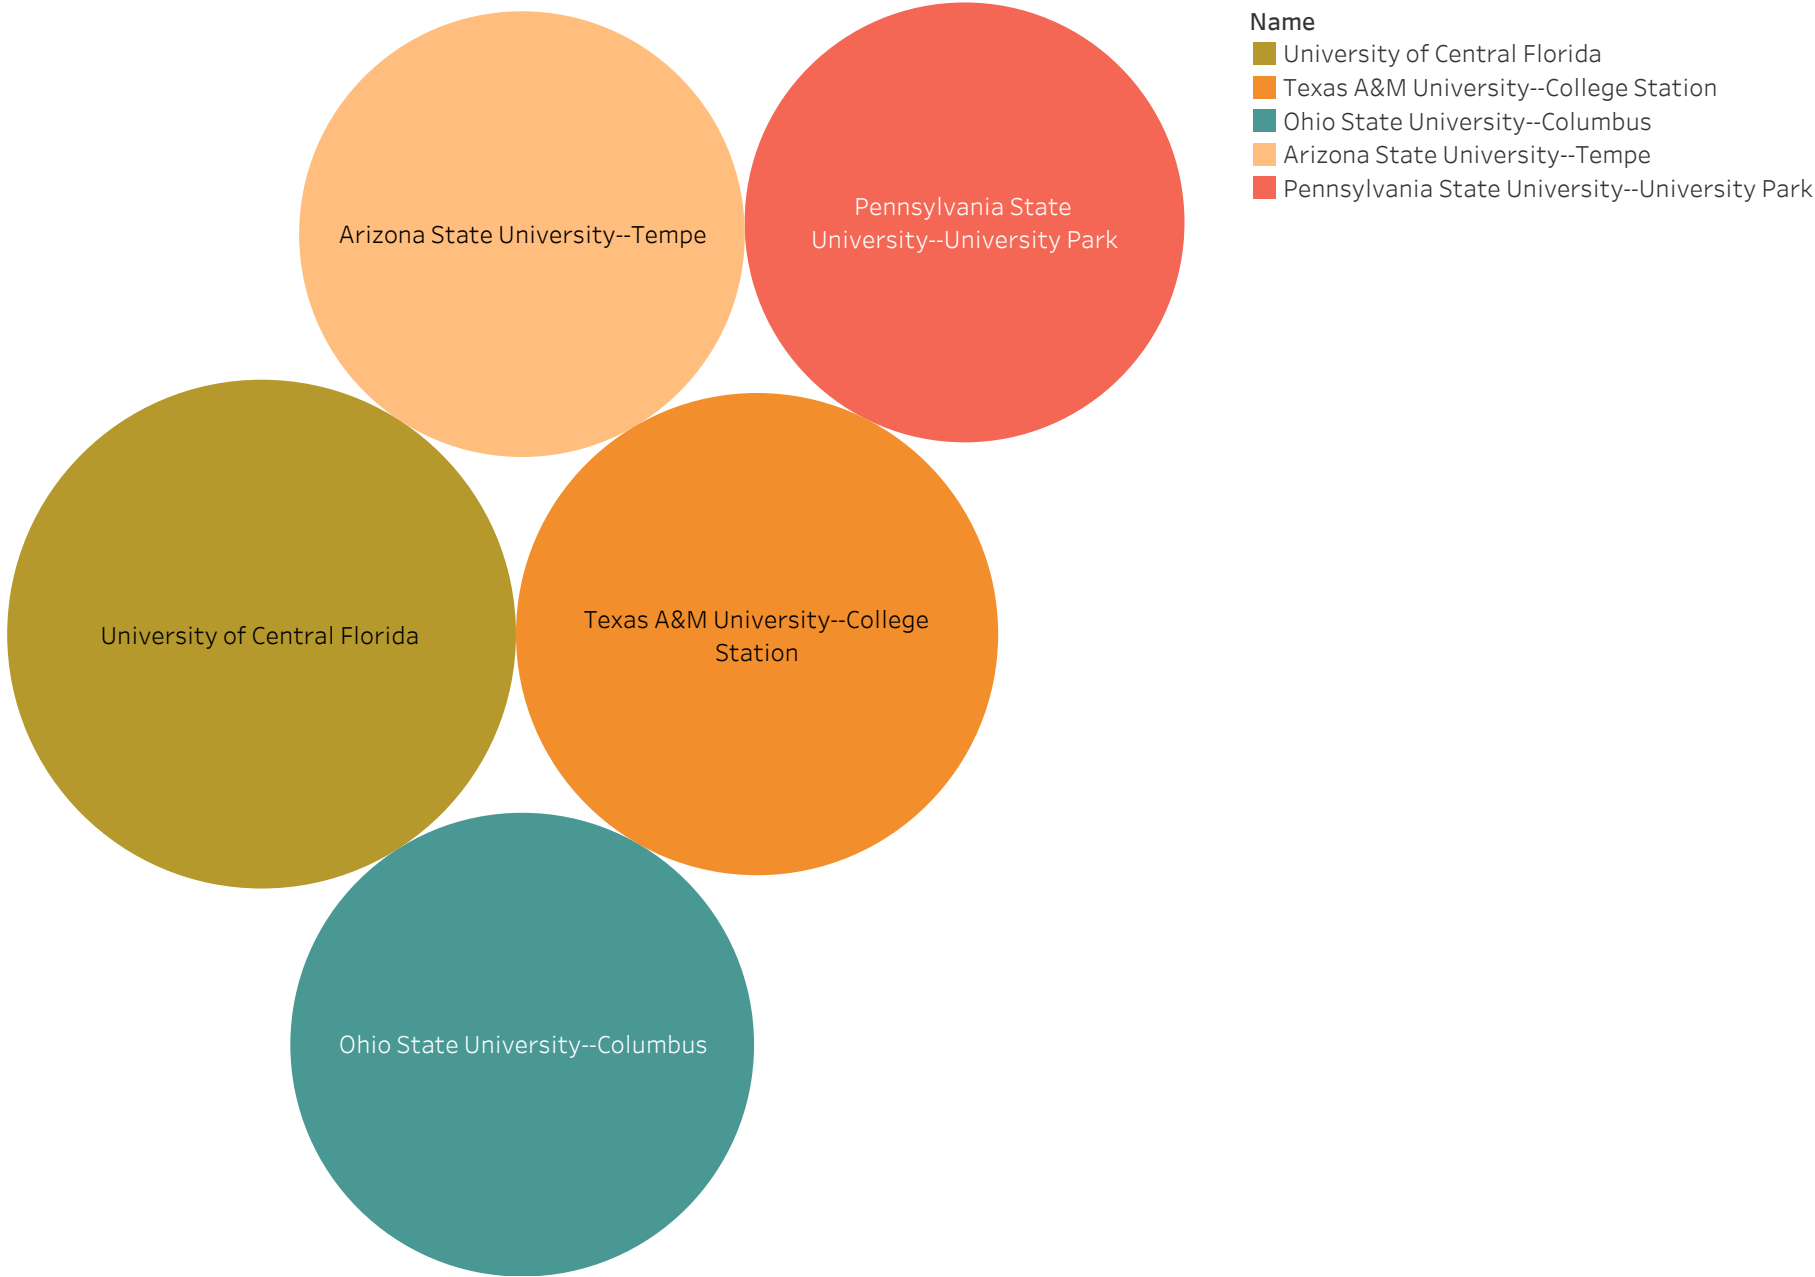 Arizona State University--Tempe
Pennsylvania State
University--University Park
University of Central Florida
Texas A&M University--College
Station
Ohio State University--Columbus
Name
University of Central Florida
Texas A&M University--College Station
Ohio State University--Columbus
Arizona State University--Tempe
Pennsylvania State University--University Park